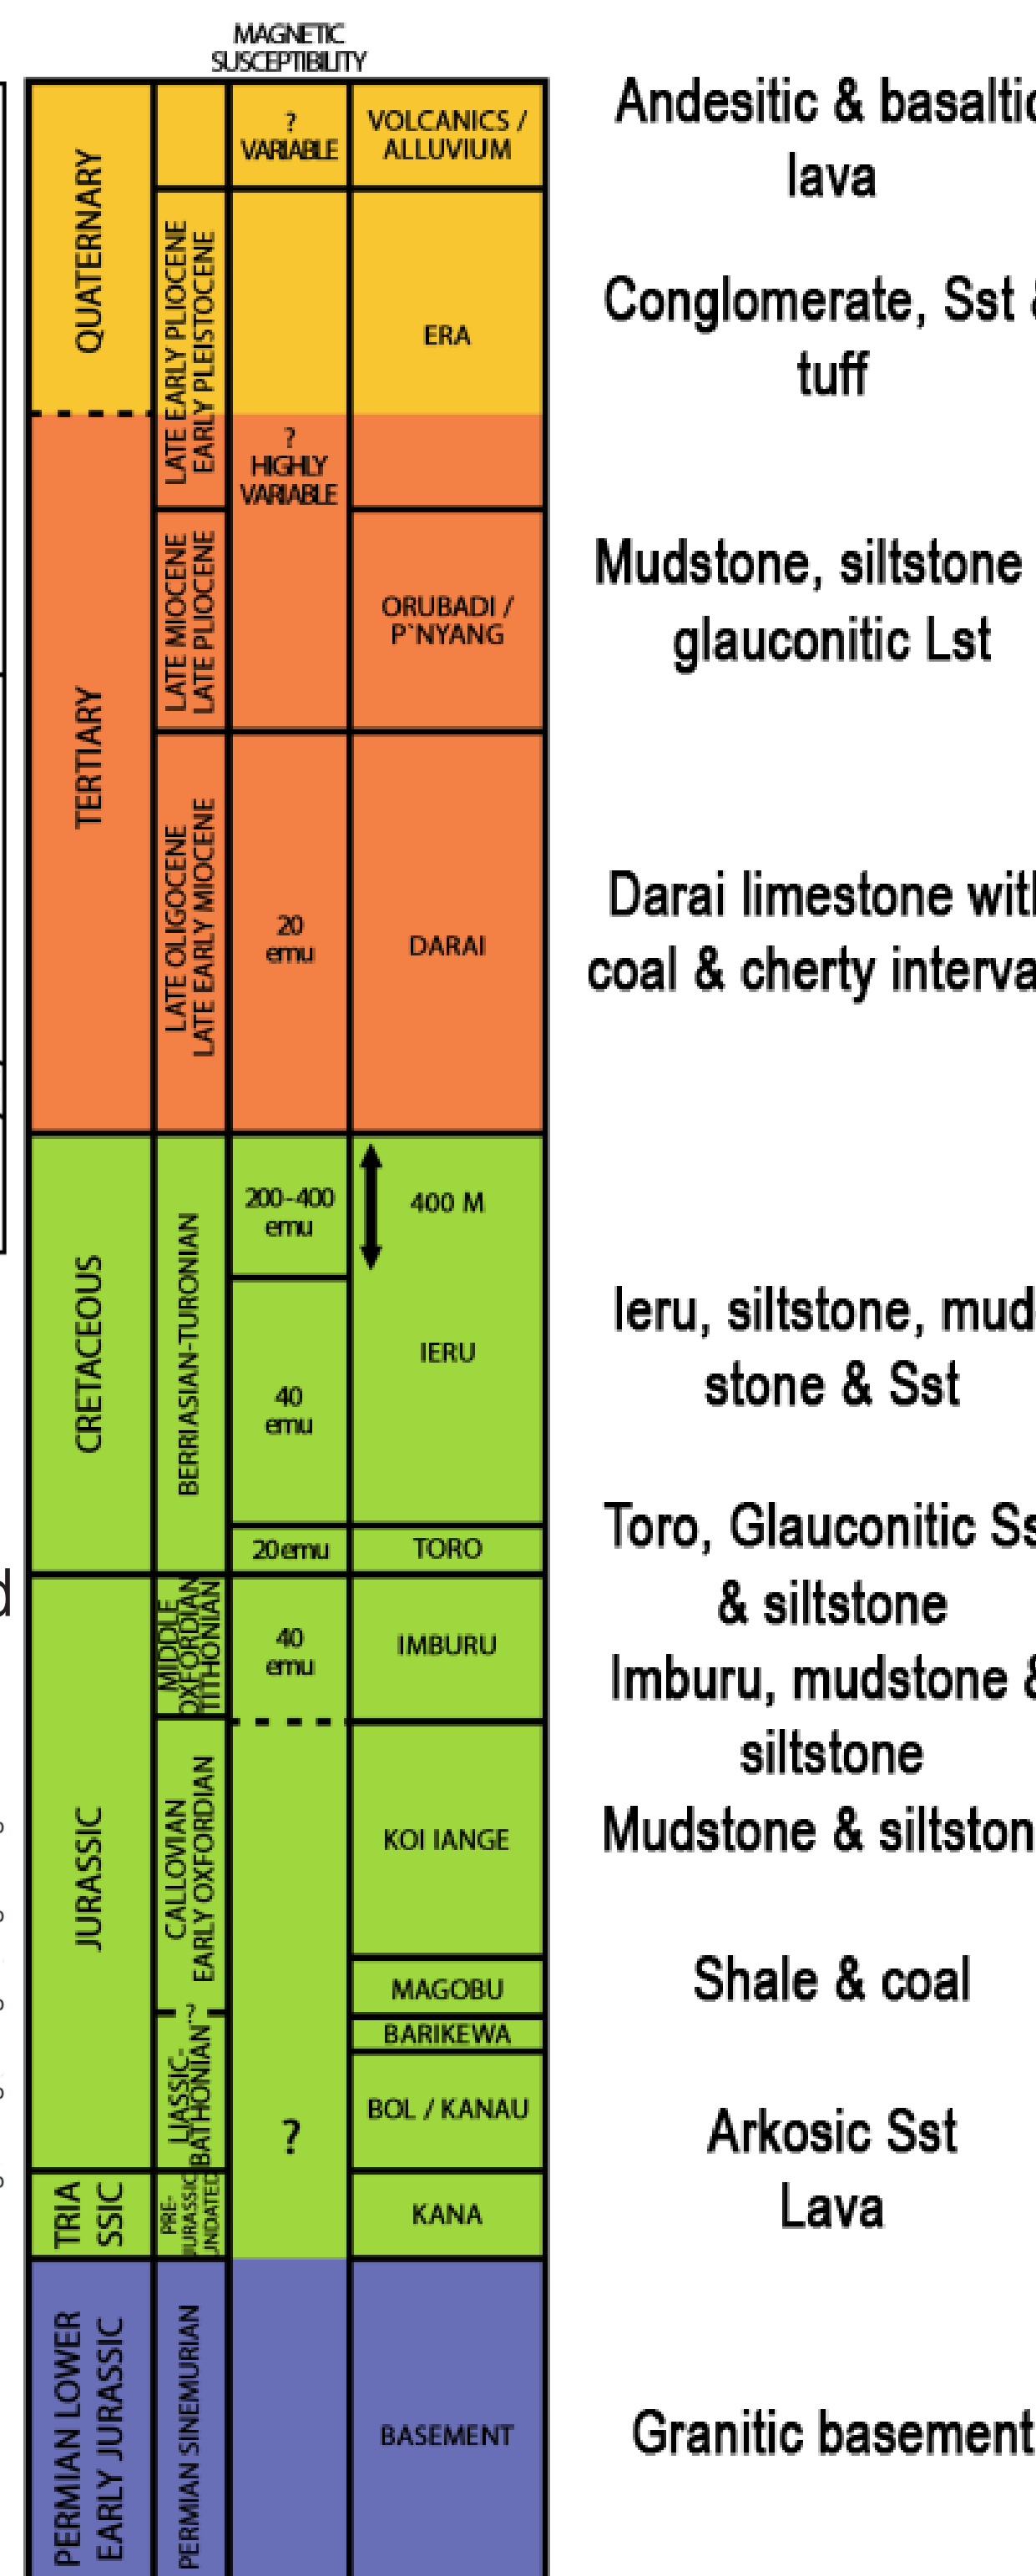 MAGNETIC
SUSCEPTIBILITY
QUATERNARY
?
VARIABLE
VOLCANICS /
ALLUVIUM
Andesitic & basaltic
lava
LATE EARLY PLIOCENE
EARLY PLEISTOCENE
ERA
Conglomerate, Sst &
tuff
TERTIARY
?
HIGHLY
VARIABLE
LATE MIOCENE
LATE PLIOCENE
ORUBADI /
P`NYANG
Mudstone, siltstone
glauconitic Lst
LATE OLIGOCENE
LATE EARLY MIOCENE
20
emu
DARAI
Darai limestone with
coal & cherty interva
CRETACEOUS
BERRIASIAN-TURONIAN
200-400
emu
400 M
40
emu
IERU
Ieru, siltstone, mud
stone & Sst
20 emu
TORO
Toro, Glauconitic Ss
& siltstone
JURASSIC
MIDDLE
OXFORDIAN
TITHONIAN
40
emu
IMBURU
Imburu, mudstone &
siltstone
CALLOVIAN
EARLY OXFORDIAN
KOI IANGE
Mudstone & siltston
MAGOBU
Shale & coal
?
BARIKEWA
LIASSIC-
BATHONIAN
?
BOL / KANAU
Arkosic Sst
TRIA
SSIC
PRE-
JURASSIC
UNDATED
KANA
Lava
PERMIAN LOWER
EARLY JURASSIC
PERMIAN SINEMURIAN
BASEMENT
Granitic basement